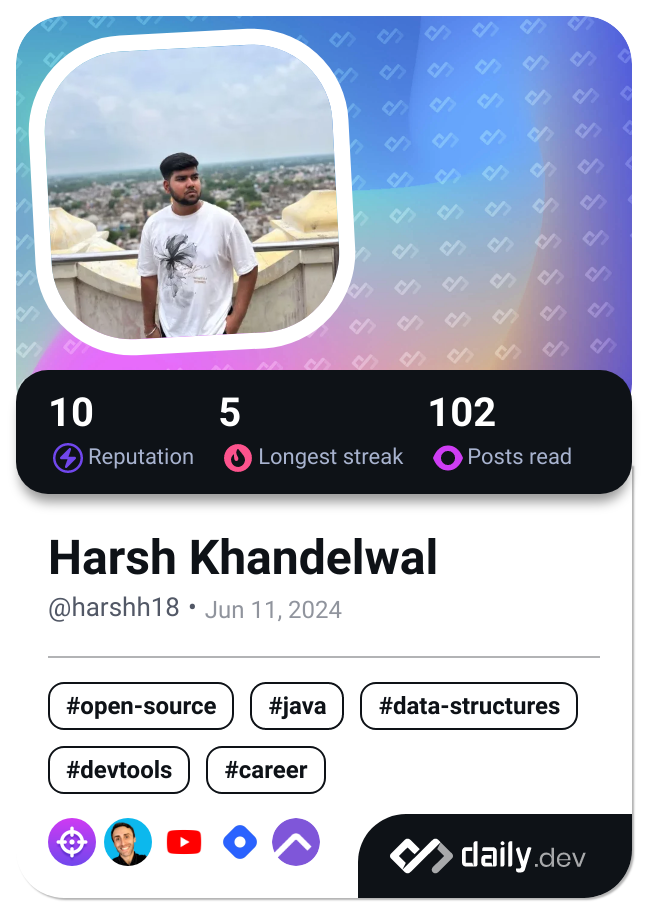 10 5 102
Reputation Longest streak Posts read
Harsh Khandelwal
@harshh18 • Jun 11, 2024
#open-source #java #data-structures
#devtools #career
daily.dev